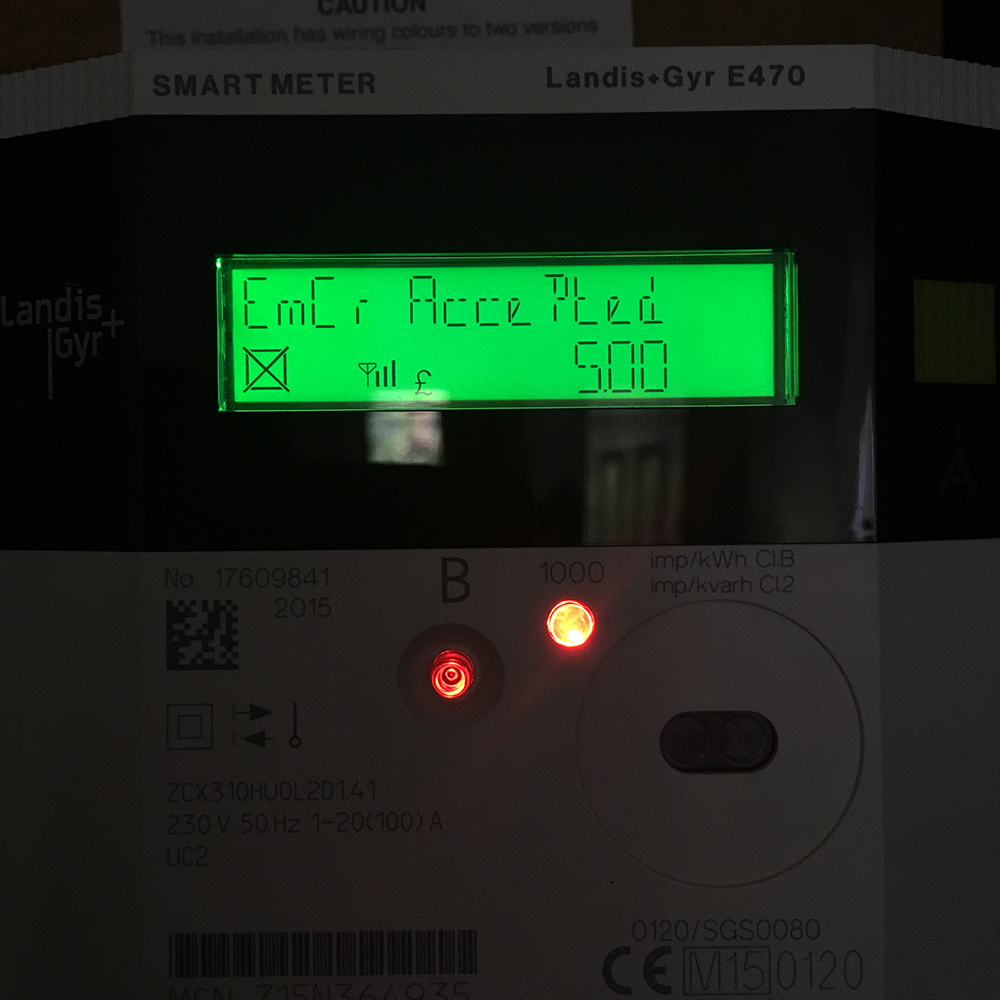 CAUTION
This installation has wiring colours to two versions
SMART METER
Landis+Gyr E470
Landis+
Gyr
EmCr AccePted
£ 5.00
A
No. 17609841
2015
B
1000
imp/kWh Cl.B
imp/kvarh Cl.2
ZCX310HU0L2D1.41
230 V 50 Hz 1-20(100) A
UC2
0120/SGS0080
CE M15 0120
MSN Z15N364935